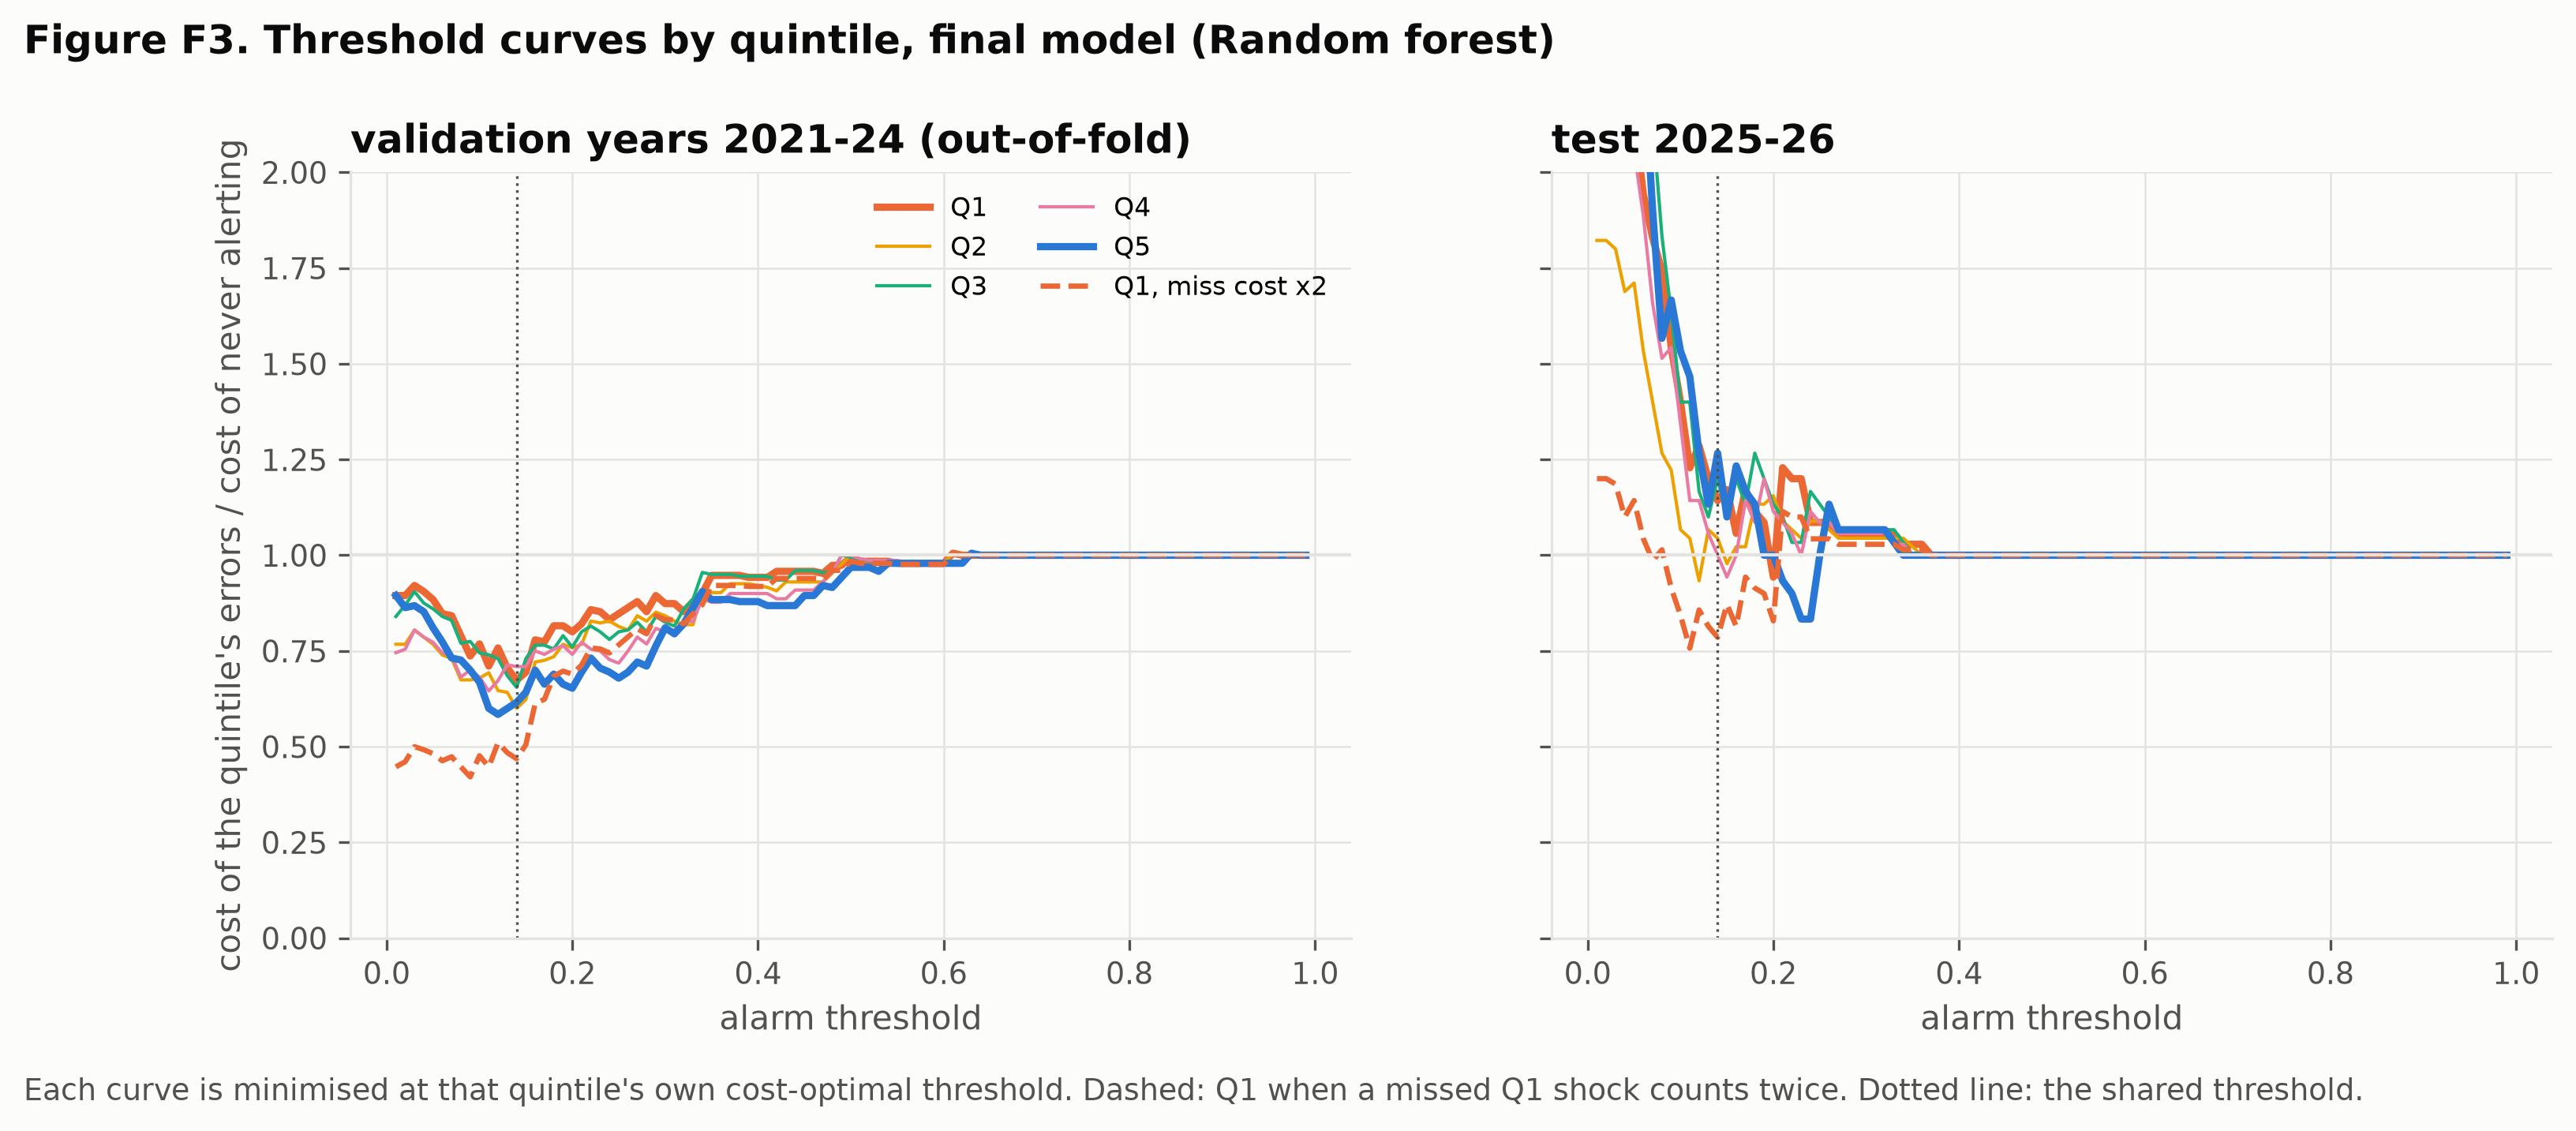 Figure F3. Threshold curves by quintile, final model (Random forest)
validation years 2021-24 (out-of-fold)
test 2025-26
cost of the quintile's errors / cost of never alerting
2.00
1.75
1.50
1.25
1.00
0.75
0.50
0.25
0.00
Q1
Q2
Q3
Q4
Q5
Q1, miss cost x2
0.0 0.2 0.4 0.6 0.8 1.0
alarm threshold
0.0 0.2 0.4 0.6 0.8 1.0
alarm threshold
Each curve is minimised at that quintile's own cost-optimal threshold. Dashed: Q1 when a missed Q1 shock counts twice. Dotted line: the shared threshold.